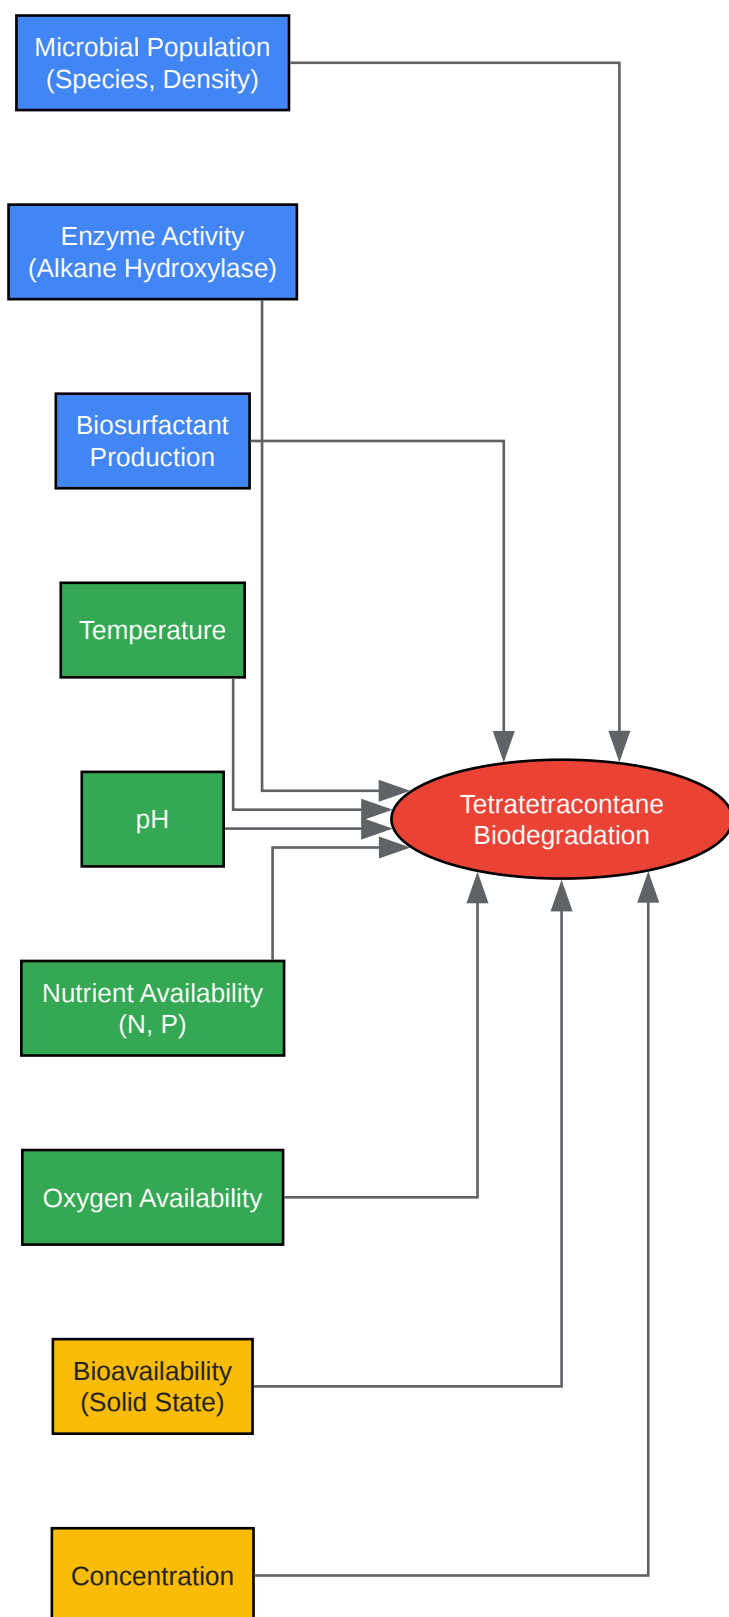 Microbial Population
(Species, Density)
Enzyme Activity
(Alkane Hydroxylase)
Biosurfactant
Production
Temperature
pH
Tetratetracontane
Biodegradation
Nutrient Availability
(N, P)
Oxygen Availability
Bioavailability
(Solid State)
Concentration